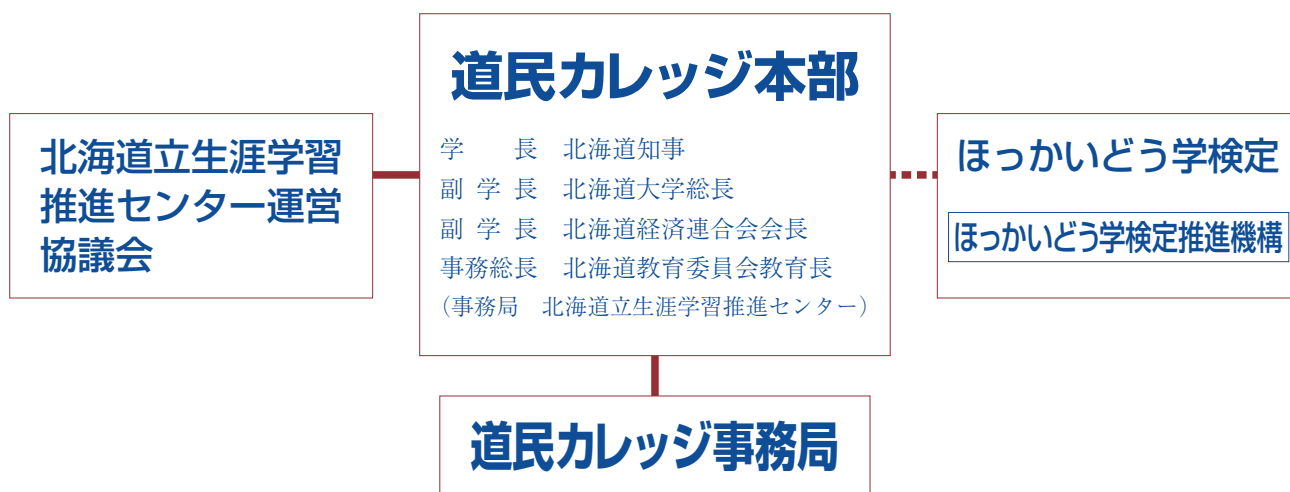 道民カレッジ本部
学　　長　北海道知事
副 学 長　北海道大学総長
副 学 長　北海道経済連合会会長
事務総長　北海道教育委員会教育長
（事務局　北海道立生涯学習推進センター）
北海道立生涯学習
推進センター運営
協議会
ほっかいどう学検定
ほっかいどう学検定推進機構
道民カレッジ事務局